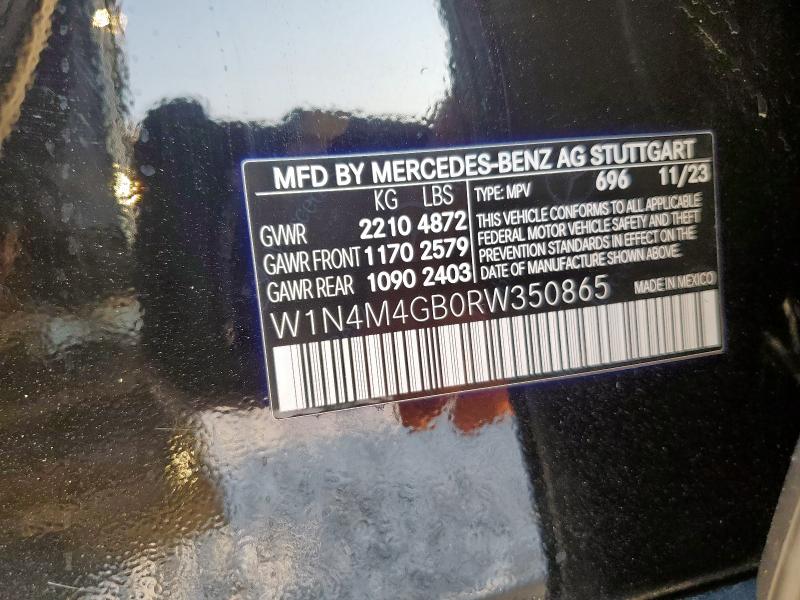 MFD BY MERCEDES-BENZ AG STUTTGART
KG LBS
GVWR 2210 4872
GAWR FRONT 1170 2579
GAWR REAR 1090 2403
TYPE: MPV 696 11/23
THIS VEHICLE CONFORMS TO ALL APPLICABLE
FEDERAL MOTOR VEHICLE SAFETY AND THEFT
PREVENTION STANDARDS IN EFFECT ON THE
DATE OF MANUFACTURE SHOWN ABOVE.
W1N4M4GB0RW350865
MADE IN MEXICO